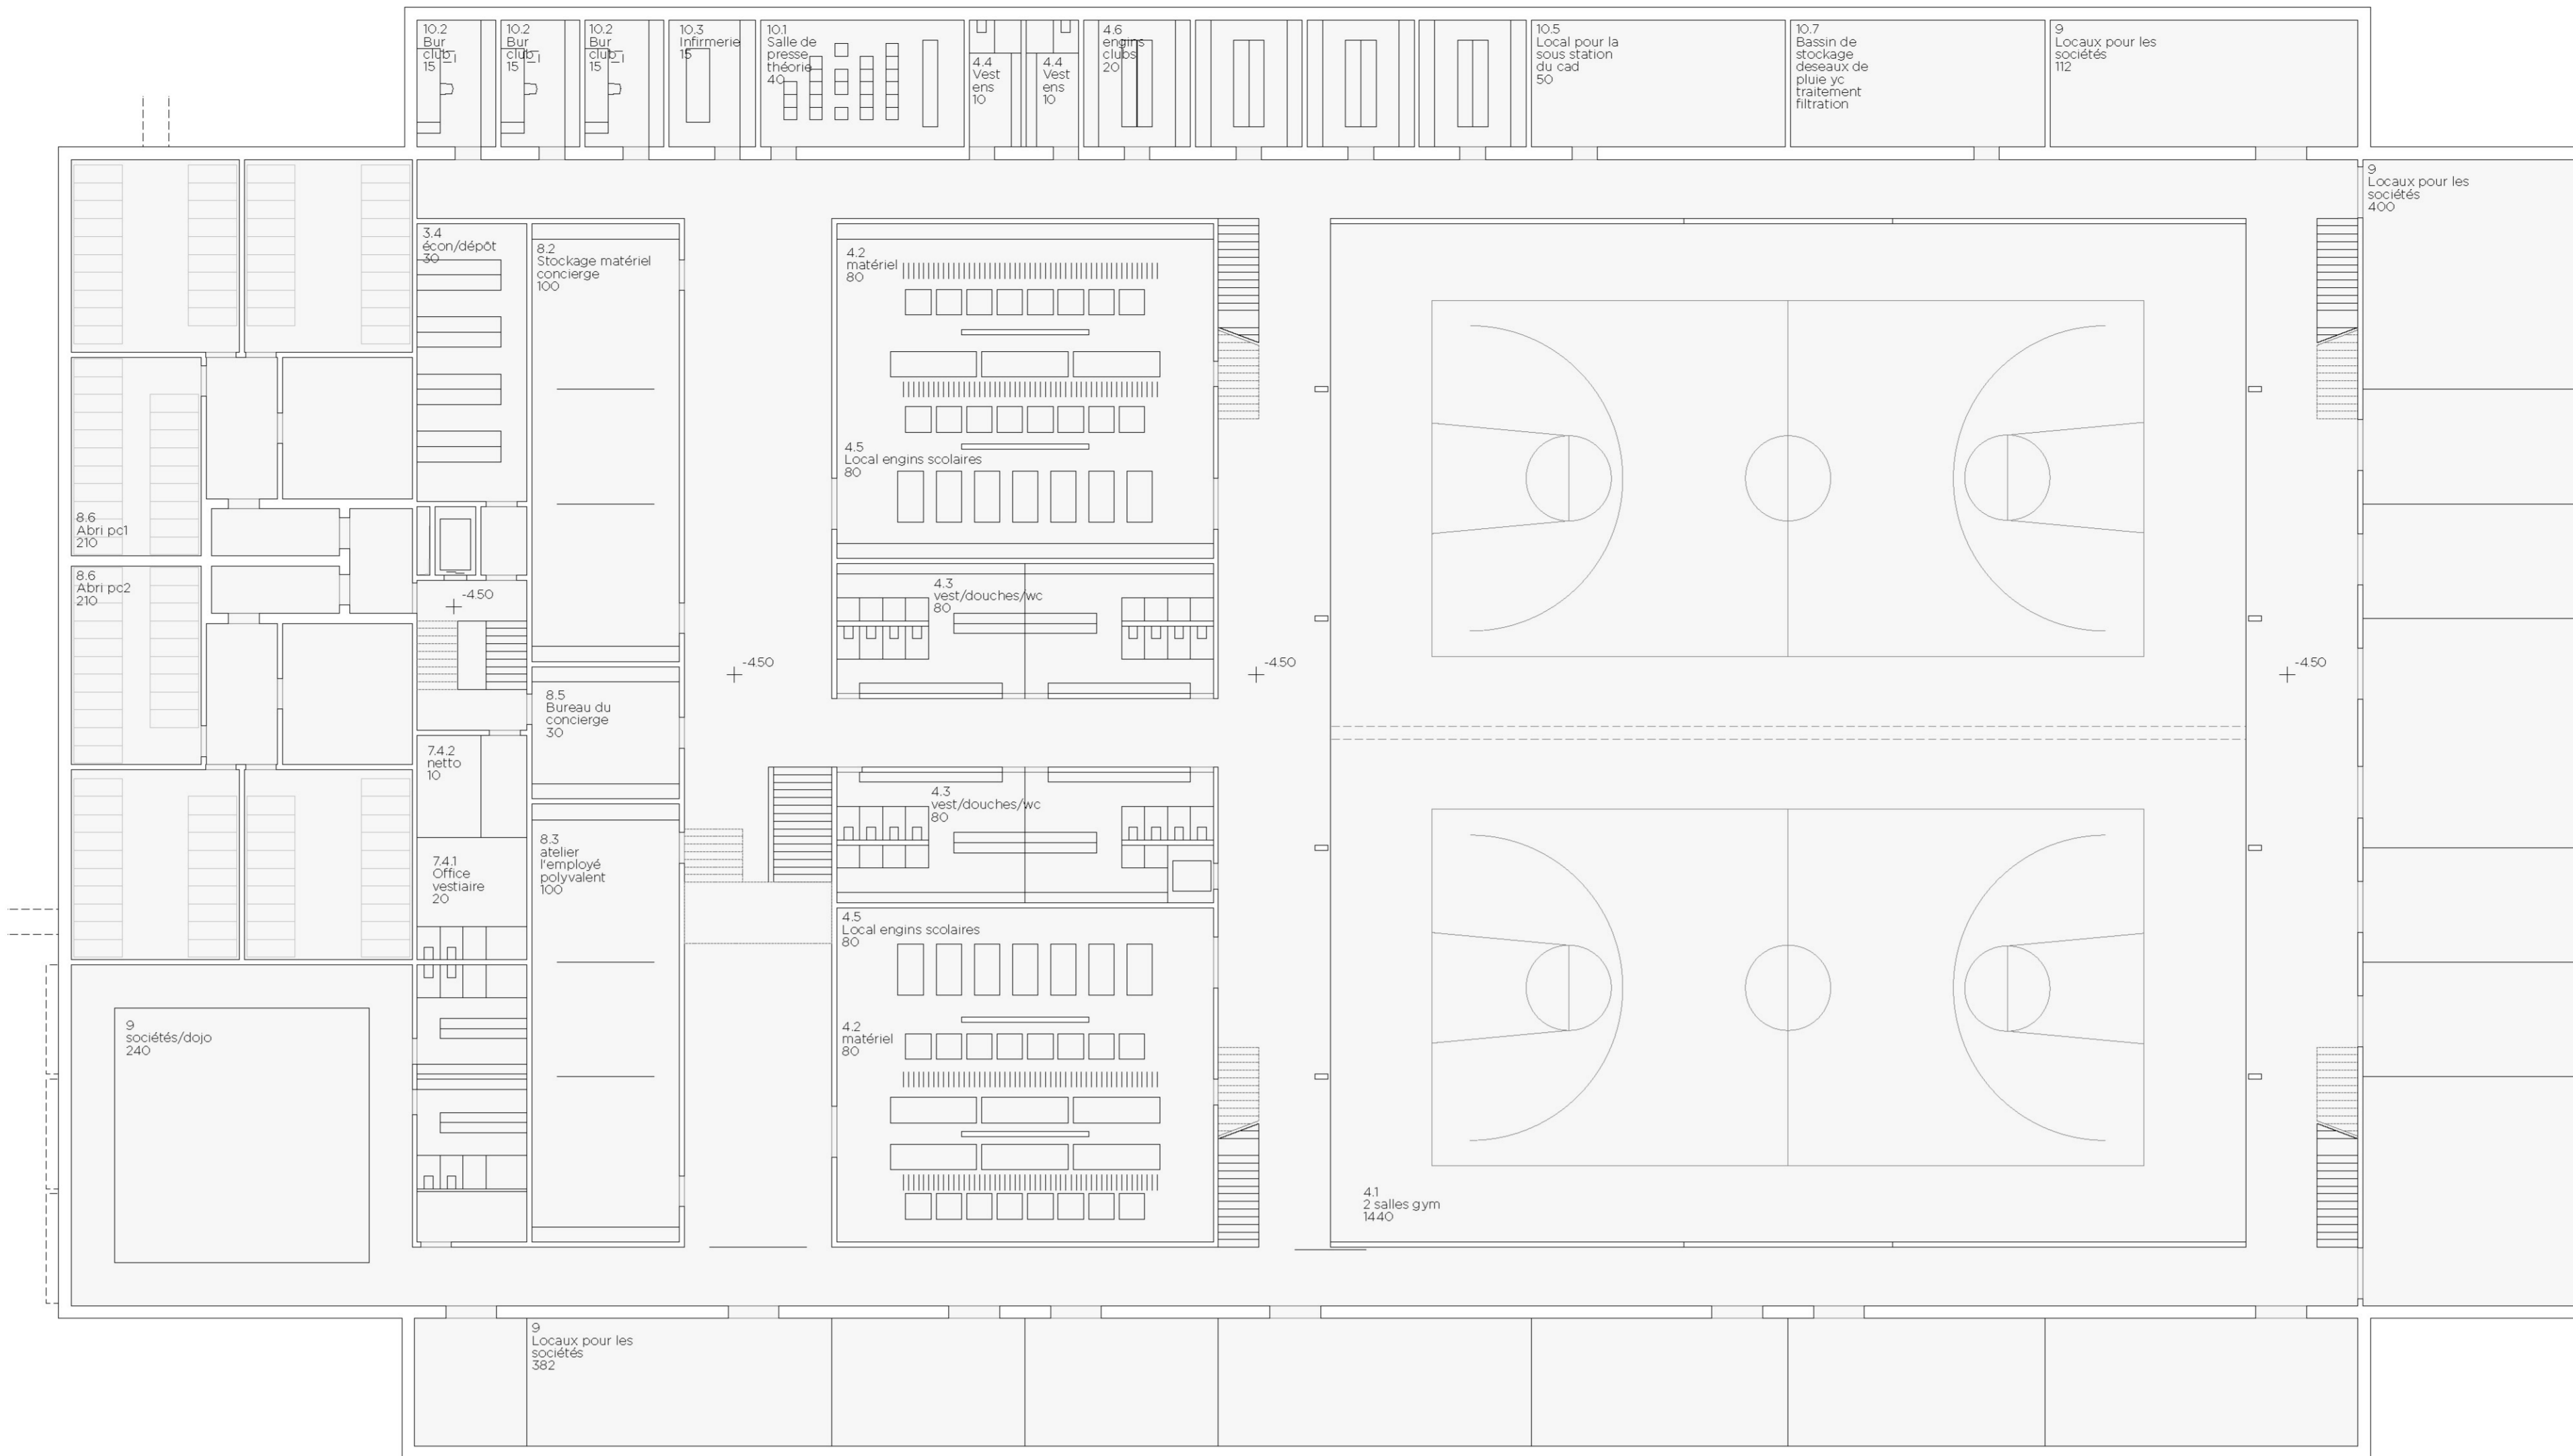 10.2
Bur
club
15
10.2
Bur
club
15
10.2
Bur
club
15
10.3
Infirmerie
15
10.1
Salle de
presse
théorie
40
4.4
Vest
ens
10
4.4
Vest
ens
10
4.6
engins
clubs
20
10.5
Local pour la
sous station
du cad
50
10.7
Bassin de
stockage
deseaux de
pluie yc
traitement
filtration
9
Locaux pour les
sociétés
112
9
Locaux pour les
sociétés
400
3.4
écon/dépôt
30
8.2
Stockage matériel
concierge
100
4.2
matériel
80
4.5
Local engins scolaires
80
8.6
Abri pc1
210
8.6
Abri pc2
210
-4.50
4.3
vest/douches/wc
80
-4.50
-4.50
-4.50
8.5
Bureau du
concierge
30
7.4.2
netto
10
4.3
vest/douches/wc
80
8.3
atelier
l'employé
polyvalent
100
7.4.1
Office
vestiaire
20
4.5
Local engins scolaires
80
9
sociétés/dojo
240
4.2
matériel
80
4.1
2 salles gym
1440
9
Locaux pour les
sociétés
382